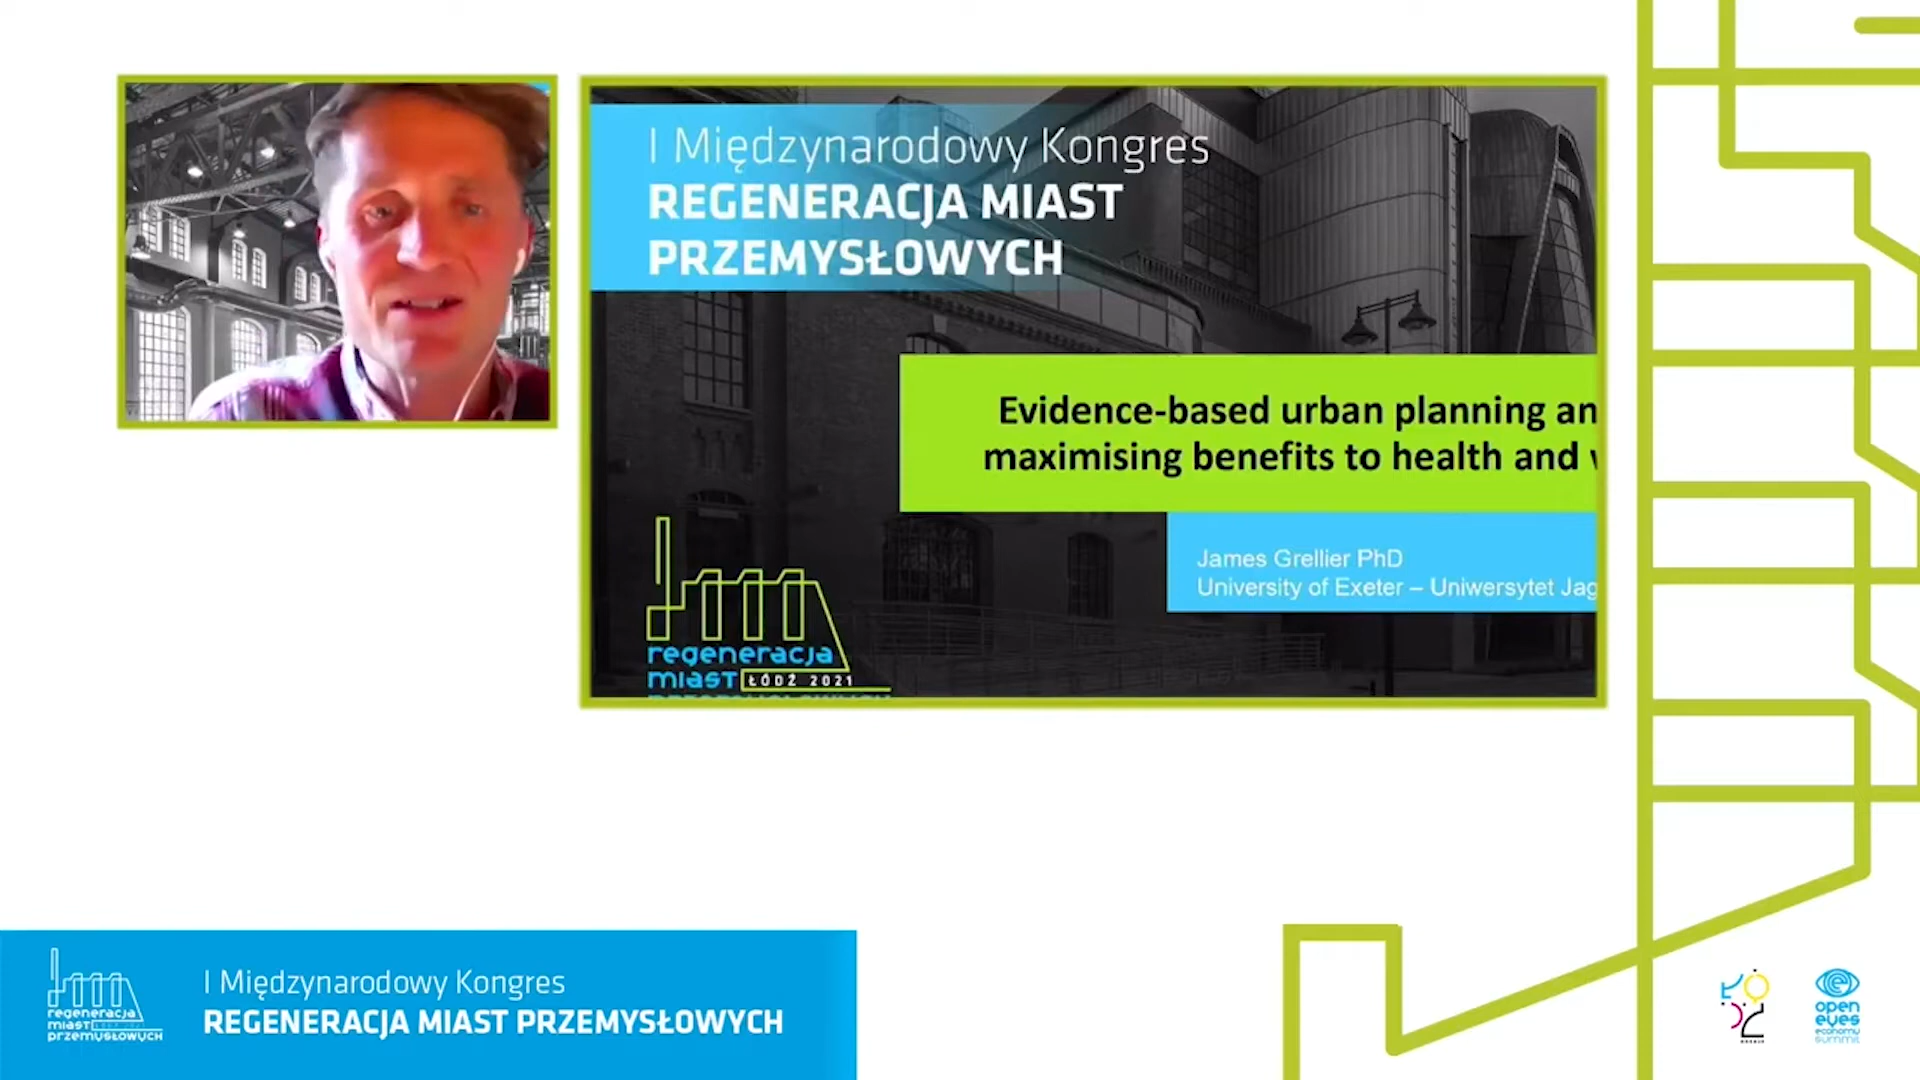 I Międzynarodowy Kongres
REGENERACJA MIAST
PRZEMYSŁOWYCH
Evidence-based urban planning an
maximising benefits to health and
James Grellier PhD
University of Exeter – Uniwersytet Jag
regeneracja
miast ŁÓDŹ 2021
I Międzynarodowy Kongres
REGENERACJA MIAST PRZEMYSŁOWYCH
regeneracja
miast
przemysłowych
open
eyes
economy
summit